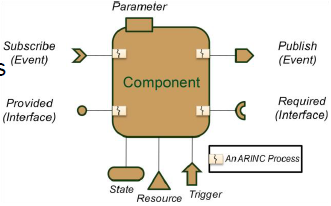 Parameter
Subscribe
(Event)
s
Publish
(Event)
Component
Provided
(Interface)
Required
(Interface)
An ARINC Process
State
Resource
Trigger